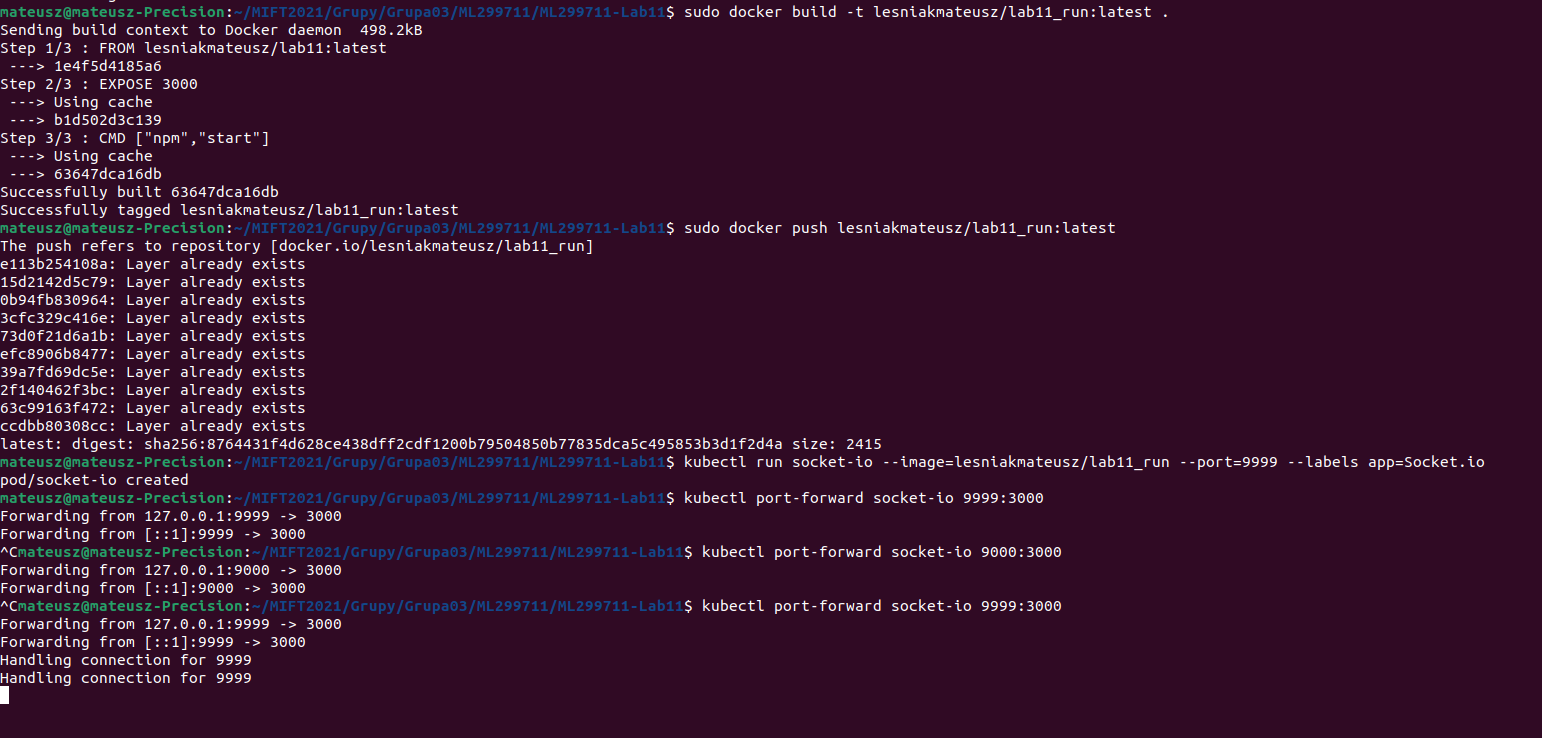 mateusz@mateusz-Precision:~/MIFT2021/Grupy/Grupa03/ML299711/ML299711-Lab11$ sudo docker build -t lesniakmateusz/lab11_run:latest .
Sending build context to Docker daemon  498.2kB
Step 1/3 : FROM lesniakmateusz/lab11:latest
 ---> 1e4f5d4185a6
Step 2/3 : EXPOSE 3000
 ---> Using cache
 ---> b1d502d3c139
Step 3/3 : CMD ["npm","start"]
 ---> Using cache
 ---> 63647dca16db
Successfully built 63647dca16db
Successfully tagged lesniakmateusz/lab11_run:latest
mateusz@mateusz-Precision:~/MIFT2021/Grupy/Grupa03/ML299711/ML299711-Lab11$ sudo docker push lesniakmateusz/lab11_run:latest
The push refers to repository [docker.io/lesniakmateusz/lab11_run]
e113b254108a: Layer already exists
15d2142d5c79: Layer already exists
0b94fb830964: Layer already exists
3cfc329c416e: Layer already exists
73d0f21d6a1b: Layer already exists
efc8906b8477: Layer already exists
39a7fd69dc5e: Layer already exists
2f140462f3bc: Layer already exists
63c99163f472: Layer already exists
ccdbb80308cc: Layer already exists
latest: digest: sha256:8764431f4d628ce438dff2cdf1200b79504850b77835dca5c495853b3d1f2d4a size: 2415
mateusz@mateusz-Precision:~/MIFT2021/Grupy/Grupa03/ML299711/ML299711-Lab11$ kubectl run socket-io --image=lesniakmateusz/lab11_run --port=9999 --labels app=Socket.io
pod/socket-io created
mateusz@mateusz-Precision:~/MIFT2021/Grupy/Grupa03/ML299711/ML299711-Lab11$ kubectl port-forward socket-io 9999:3000
Forwarding from 127.0.0.1:9999 -> 3000
Forwarding from [::1]:9999 -> 3000
^Cmateusz@mateusz-Precision:~/MIFT2021/Grupy/Grupa03/ML299711/ML299711-Lab11$ kubectl port-forward socket-io 9000:3000
Forwarding from 127.0.0.1:9000 -> 3000
Forwarding from [::1]:9000 -> 3000
^Cmateusz@mateusz-Precision:~/MIFT2021/Grupy/Grupa03/ML299711/ML299711-Lab11$ kubectl port-forward socket-io 9999:3000
Forwarding from 127.0.0.1:9999 -> 3000
Forwarding from [::1]:9999 -> 3000
Handling connection for 9999
Handling connection for 9999